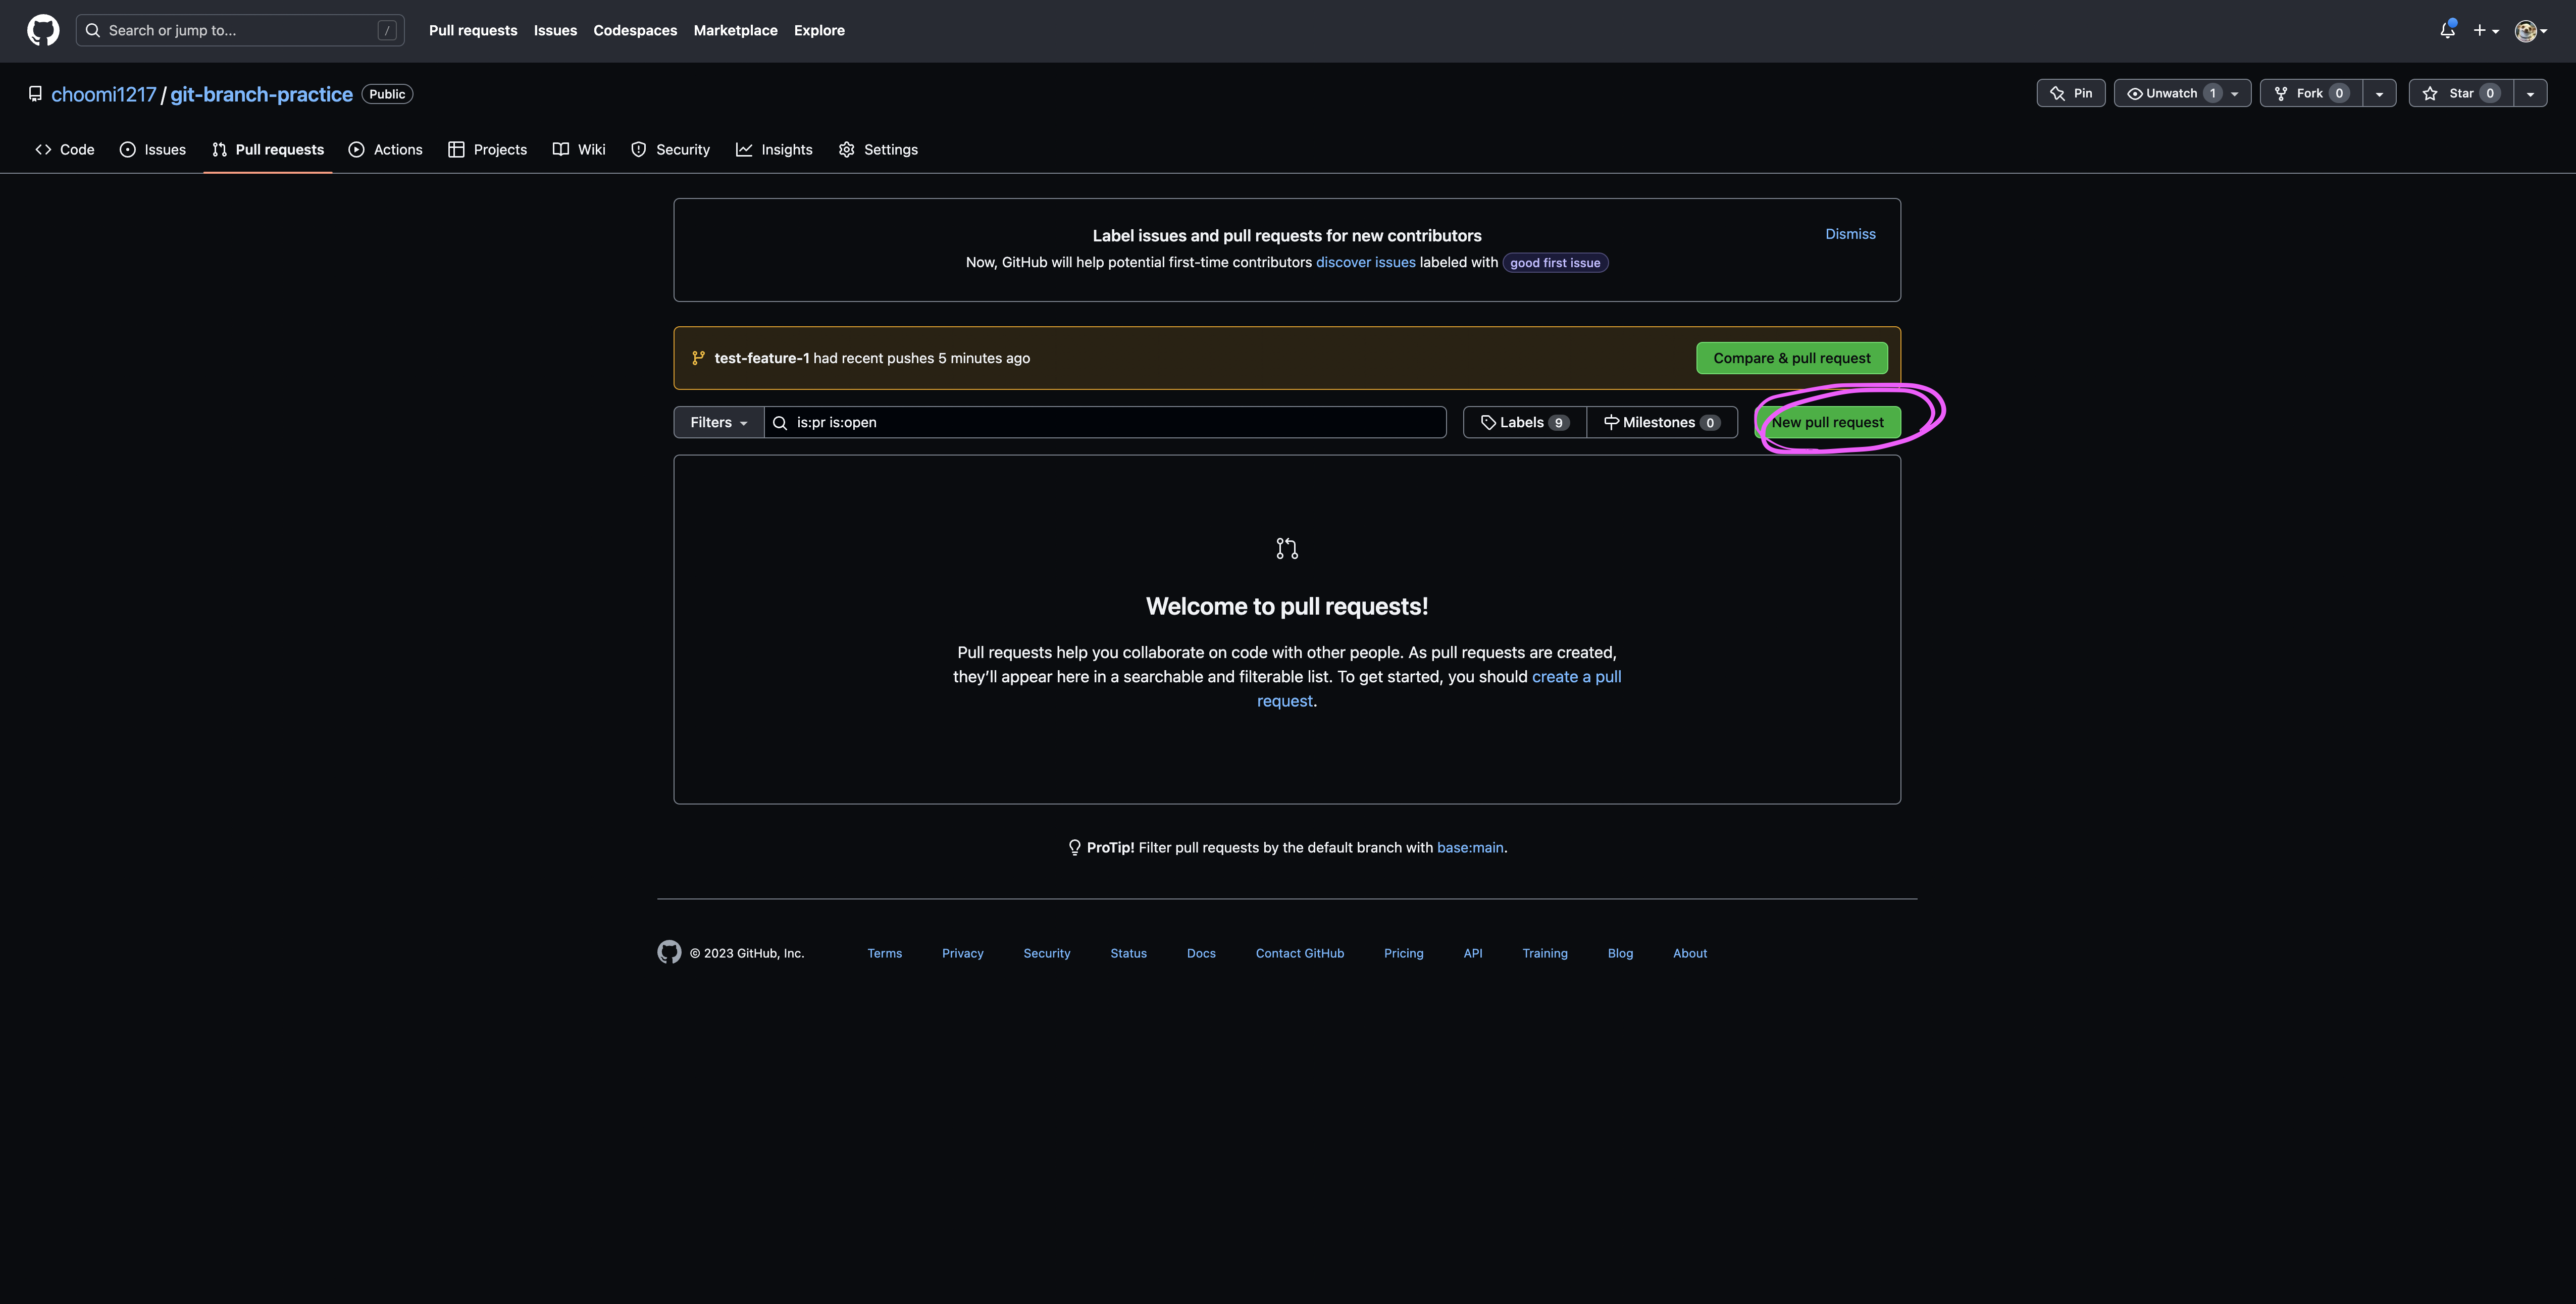 Search or jump to... /
Pull requests Issues Codespaces Marketplace Explore
choomi1217 / git-branch-practice Public
Pin Unwatch 1 Fork 0 Star 0
Code Issues Pull requests Actions Projects Wiki Security Insights Settings
Label issues and pull requests for new contributors
Dismiss
Now, GitHub will help potential first-time contributors discover issues labeled with good first issue
test-feature-1 had recent pushes 5 minutes ago
Compare & pull request
Filters is:pr is:open Labels 9 Milestones 0 New pull request
Welcome to pull requests!
Pull requests help you collaborate on code with other people. As pull requests are created,
they’ll appear here in a searchable and filterable list. To get started, you should create a pull
request.
ProTip! Filter pull requests by the default branch with base:main.
© 2023 GitHub, Inc. Terms Privacy Security Status Docs Contact GitHub Pricing API Training Blog About